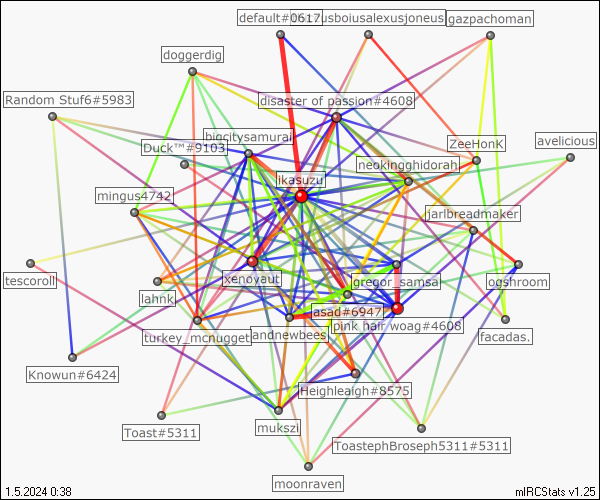 default#0617
usboiusalexusjoneus
gazpachoman
doggerdig
Random Stuf6#5983
disaster of passion#4608
bigcitysamurai
Duck™#9103
ZeeHonK
avelicious
neokingghidorah
ikasuzu
mingus4742
jarlbreadmaker
tescoroll
xenoyaut
gregor_samsa
ogshroom
lahnk
asad#6947
pink hair woag#4608
turkey_mcnugget
andnewbees
facadas.
Knowun#6424
Heighleaigh#8575
Toast#5311
mukszi
ToastephBroseph5311#5311
moonraven
1.5.2024 0:38
mIRCStats v1.25